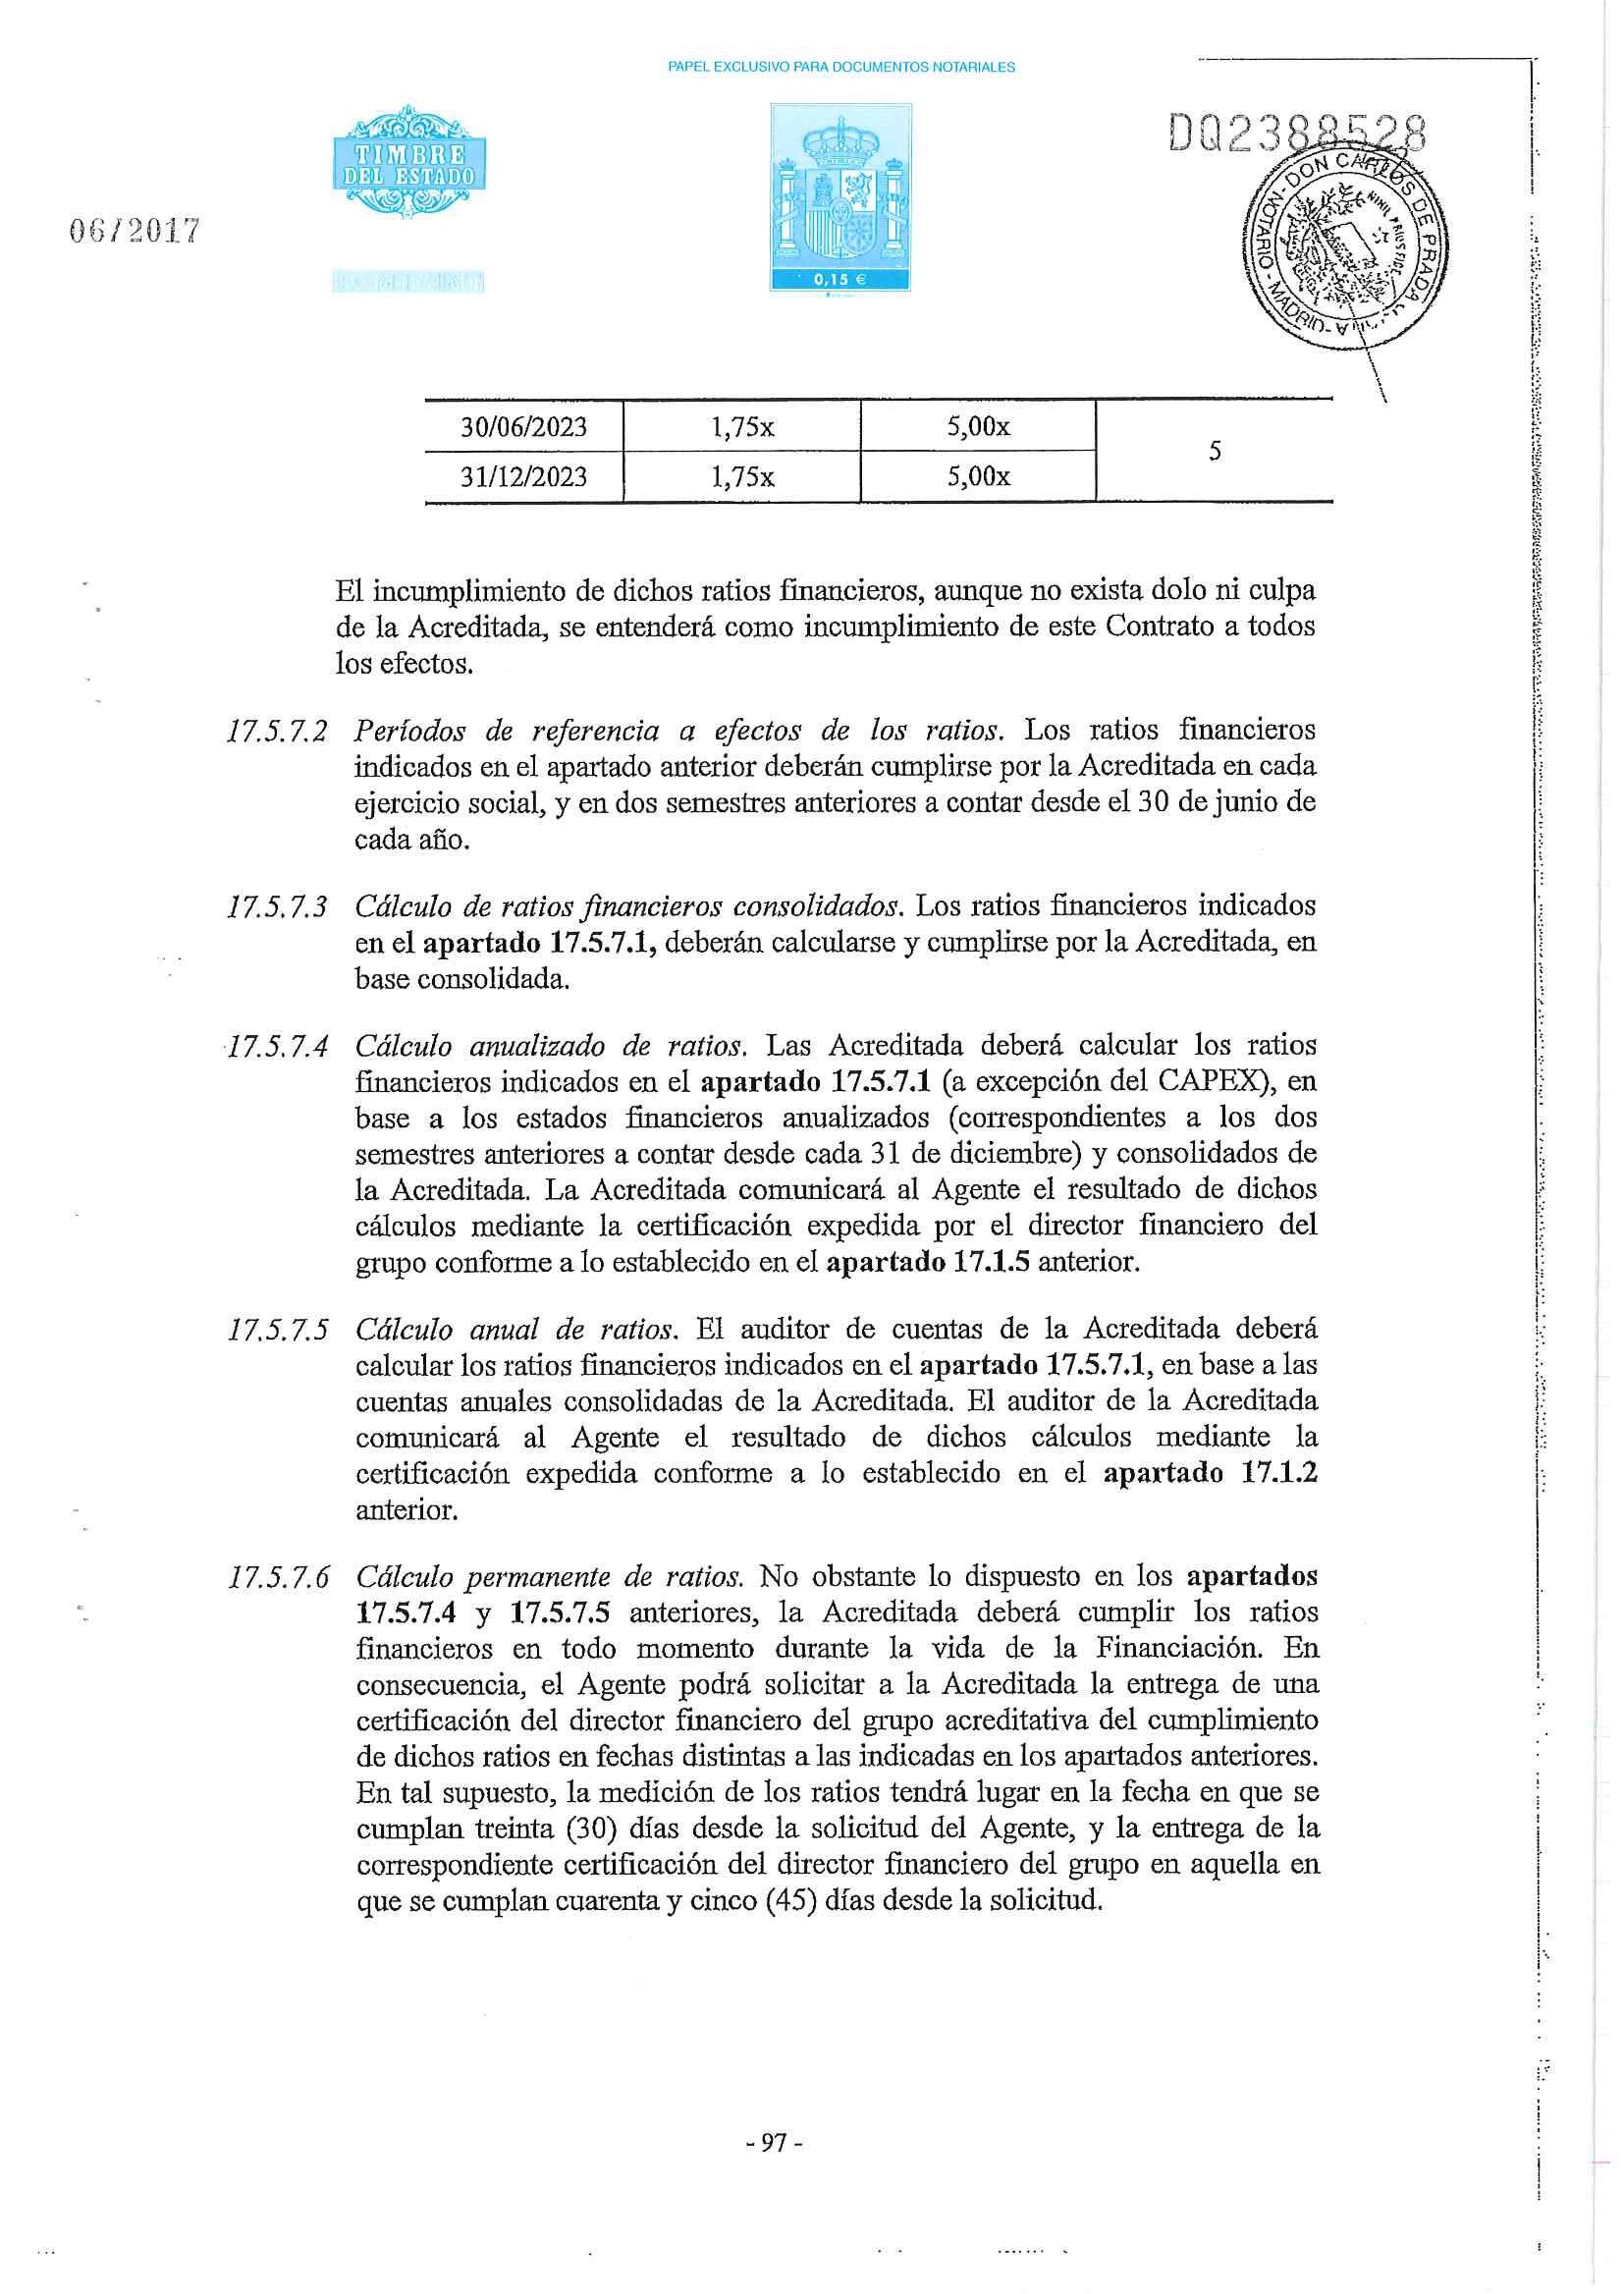 PAPEL EXCLUSIVO PARA DOCUMENTOS NOTARIALES
DQ2388528
TIMBRE
DEL ESTADO
06/2017
0,15 €
DON CARLOS DE PRADA
NOTARIO - MADRID
NIHIL PRIUS FIDE
30/06/2023 1,75x 5,00x
5
31/12/2023 1,75x 5,00x
El incumplimiento de dichos ratios financieros, aunque no exista dolo ni culpa
de la Acreditada, se entenderá como incumplimiento de este Contrato a todos
los efectos.
17.5.7.2 Períodos de referencia a efectos de los ratios. Los ratios financieros
indicados en el apartado anterior deberán cumplirse por la Acreditada en cada
ejercicio social, y en dos semestres anteriores a contar desde el 30 de junio de
cada año.
17.5.7.3 Cálculo de ratios financieros consolidados. Los ratios financieros indicados
en el apartado 17.5.7.1, deberán calcularse y cumplirse por la Acreditada, en
base consolidada.
17.5.7.4 Cálculo anualizado de ratios. Las Acreditada deberá calcular los ratios
financieros indicados en el apartado 17.5.7.1 (a excepción del CAPEX), en
base a los estados financieros anualizados (correspondientes a los dos
semestres anteriores a contar desde cada 31 de diciembre) y consolidados de
la Acreditada. La Acreditada comunicará al Agente el resultado de dichos
cálculos mediante la certificación expedida por el director financiero del
grupo conforme a lo establecido en el apartado 17.1.5 anterior.
17.5.7.5 Cálculo anual de ratios. El auditor de cuentas de la Acreditada deberá
calcular los ratios financieros indicados en el apartado 17.5.7.1, en base a las
cuentas anuales consolidadas de la Acreditada. El auditor de la Acreditada
comunicará al Agente el resultado de dichos cálculos mediante la
certificación expedida conforme a lo establecido en el apartado 17.1.2
anterior.
17.5.7.6 Cálculo permanente de ratios. No obstante lo dispuesto en los apartados
17.5.7.4 y 17.5.7.5 anteriores, la Acreditada deberá cumplir los ratios
financieros en todo momento durante la vida de la Financiación. En
consecuencia, el Agente podrá solicitar a la Acreditada la entrega de una
certificación del director financiero del grupo acreditativa del cumplimiento
de dichos ratios en fechas distintas a las indicadas en los apartados anteriores.
En tal supuesto, la medición de los ratios tendrá lugar en la fecha en que se
cumplan treinta (30) días desde la solicitud del Agente, y la entrega de la
correspondiente certificación del director financiero del grupo en aquella en
que se cumplan cuarenta y cinco (45) días desde la solicitud.
- 97 -